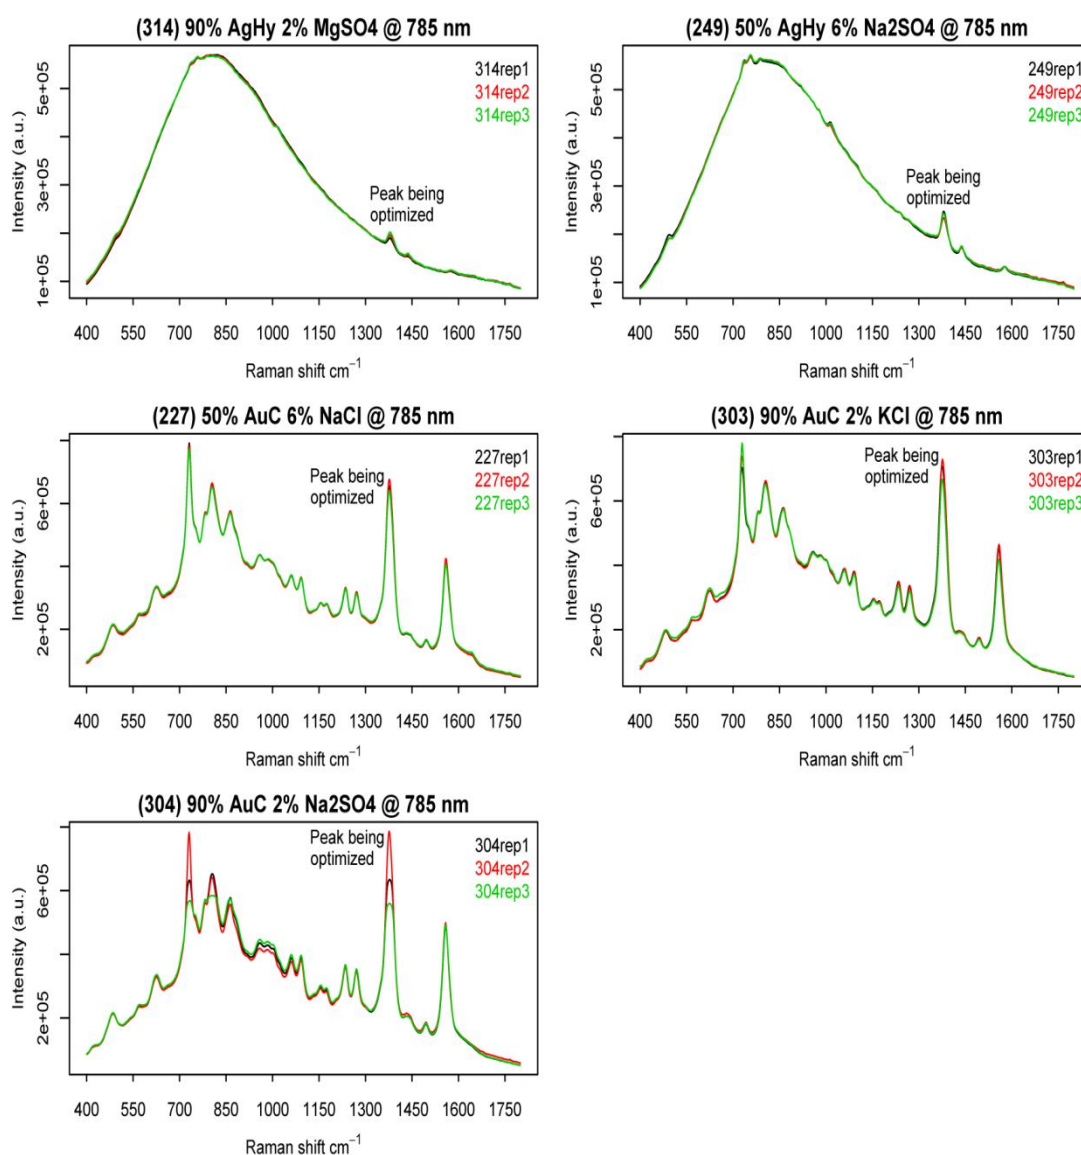 (314) 90% AgHy 2% MgSO4 @ 785 nm
Intensity (a.u.)
5e+05
3e+05
1e+05
314rep1
314rep2
314rep3
Peak being
optimized
400 550 700 850 1000 1150 1300 1450 1600 1750
Raman shift cm⁻¹
(249) 50% AgHy 6% Na2SO4 @ 785 nm
Intensity (a.u.)
5e+05
3e+05
1e+05
249rep1
249rep2
249rep3
Peak being
optimized
400 550 700 850 1000 1150 1300 1450 1600 1750
Raman shift cm⁻¹
(227) 50% AuC 6% NaCl @ 785 nm
Intensity (a.u.)
6e+05
2e+05
Peak being
optimized
227rep1
227rep2
227rep3
400 550 700 850 1000 1150 1300 1450 1600 1750
Raman shift cm⁻¹
(303) 90% AuC 2% KCl @ 785 nm
Intensity (a.u.)
6e+05
2e+05
Peak being
optimized
303rep1
303rep2
303rep3
400 550 700 850 1000 1150 1300 1450 1600 1750
Raman shift cm⁻¹
(304) 90% AuC 2% Na2SO4 @ 785 nm
Intensity (a.u.)
6e+05
2e+05
Peak being
optimized
304rep1
304rep2
304rep3
400 550 700 850 1000 1150 1300 1450 1600 1750
Raman shift cm⁻¹